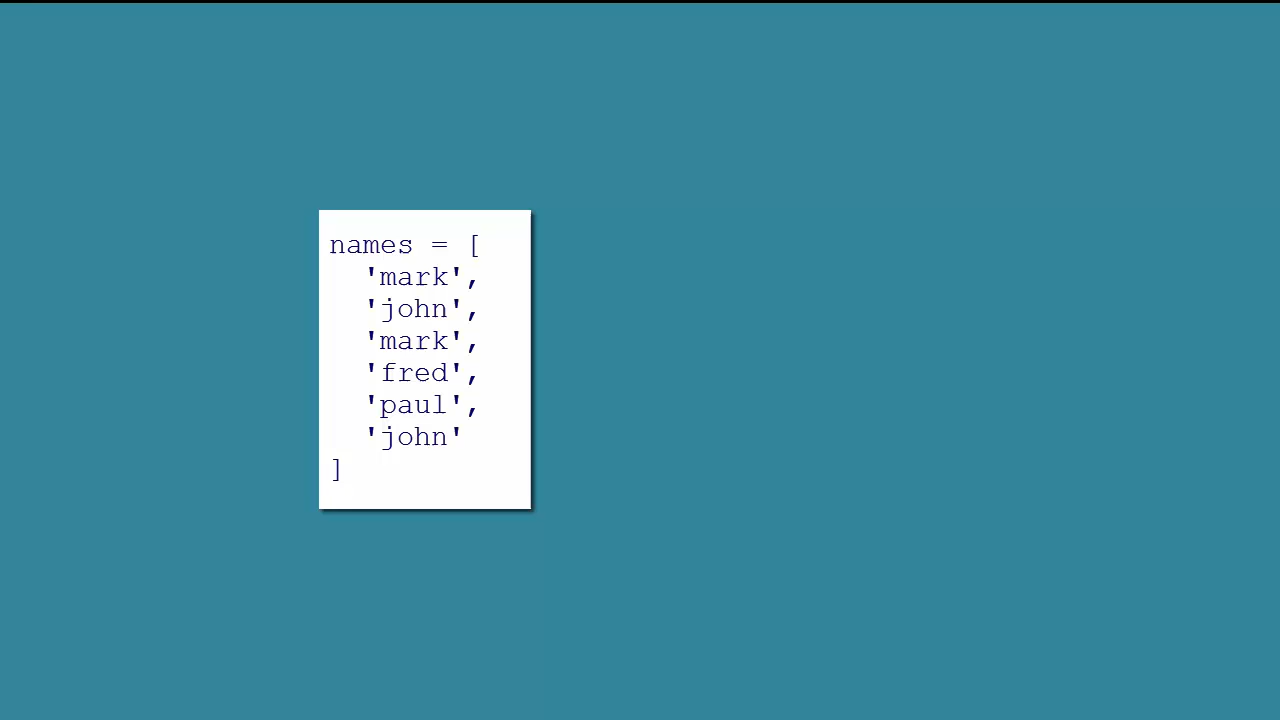 names = [
  'mark',
  'john',
  'mark',
  'fred',
  'paul',
  'john'
]